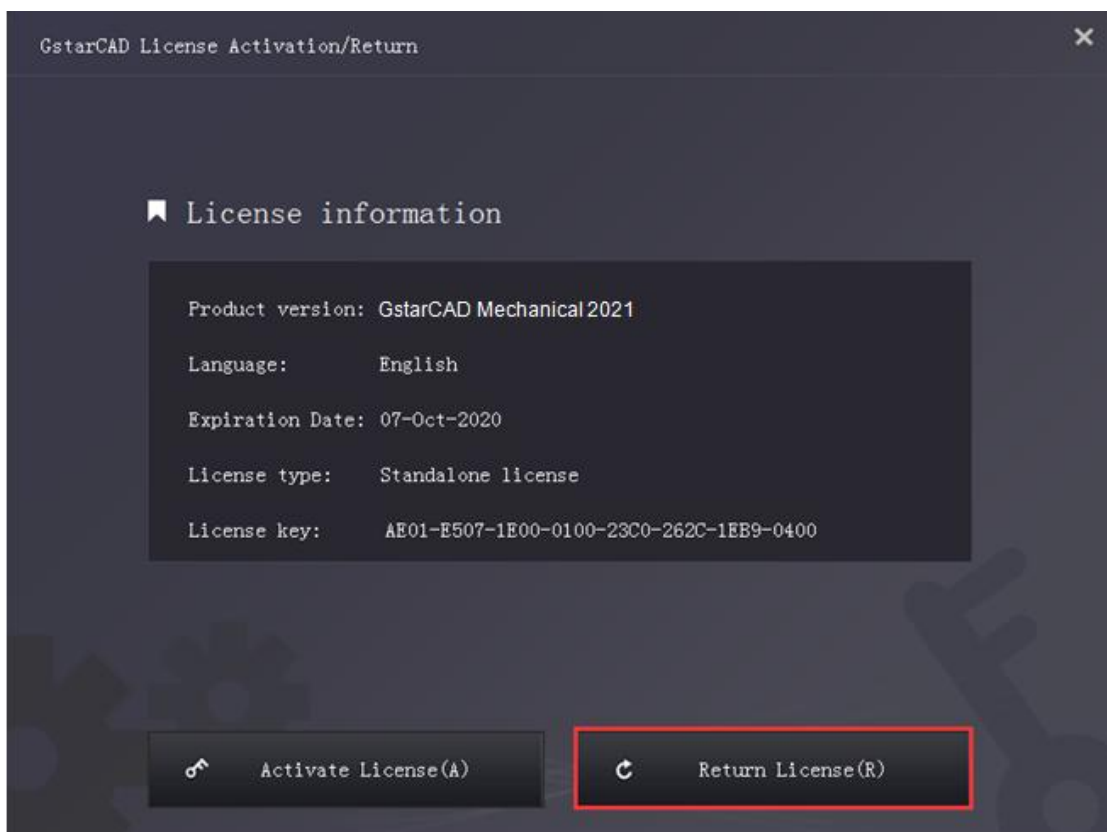 GstarCAD License Activation/Return
License information
Product version: GstarCAD Mechanical 2021
Language: English
Expiration Date: 07-Oct-2020
License type: Standalone license
License key: AE01-E507-1E00-0100-23C0-262C-1EB9-0400
Activate License(A)
Return License(R)